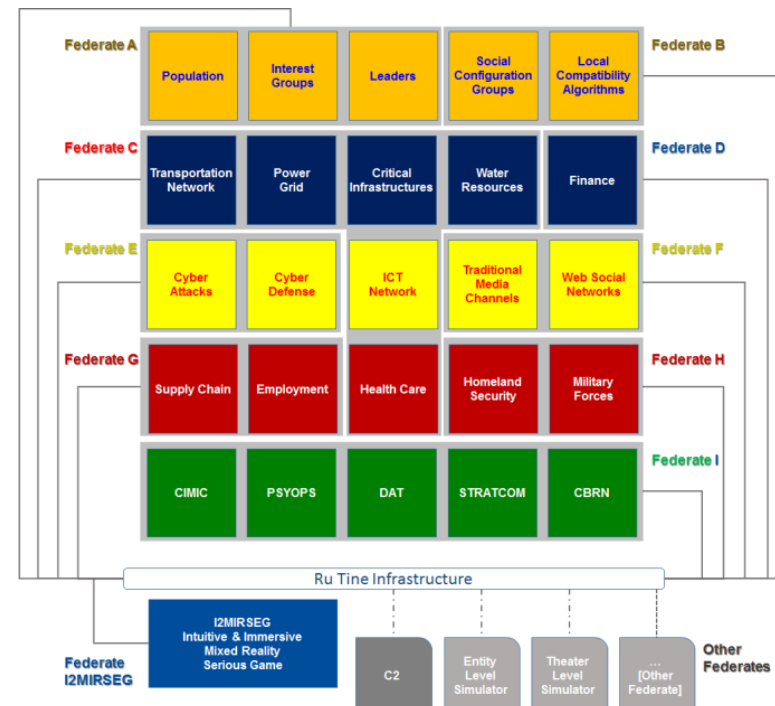 Federate A
Population
Interest
Groups
Leaders
Social
Configuration
Groups
Local
Compatibility
Algorithms
Federate B
Federate C
Transportation
Network
Power
Grid
Critical
Infrastructures
Water
Resources
Finance
Federate D
Federate E
Cyber
Attacks
Cyber
Defense
ICT
Network
Traditional
Media
Channels
Web Social
Networks
Federate F
Federate G
Supply Chain
Employment
Health Care
Homeland
Security
Military
Forces
Federate H
CIMIC
PSYOPS
DAT
STRATCOM
CBRN
Federate I
Ru Tine Infrastructure
Federate
I2MIRSEG
I2MIRSEG
Intuitive & Immersive
Mixed Reality
Serious Game
C2
Entity
Level
Simulator
Theater
Level
Simulator
...
[Other
Federate]
Other
Federates